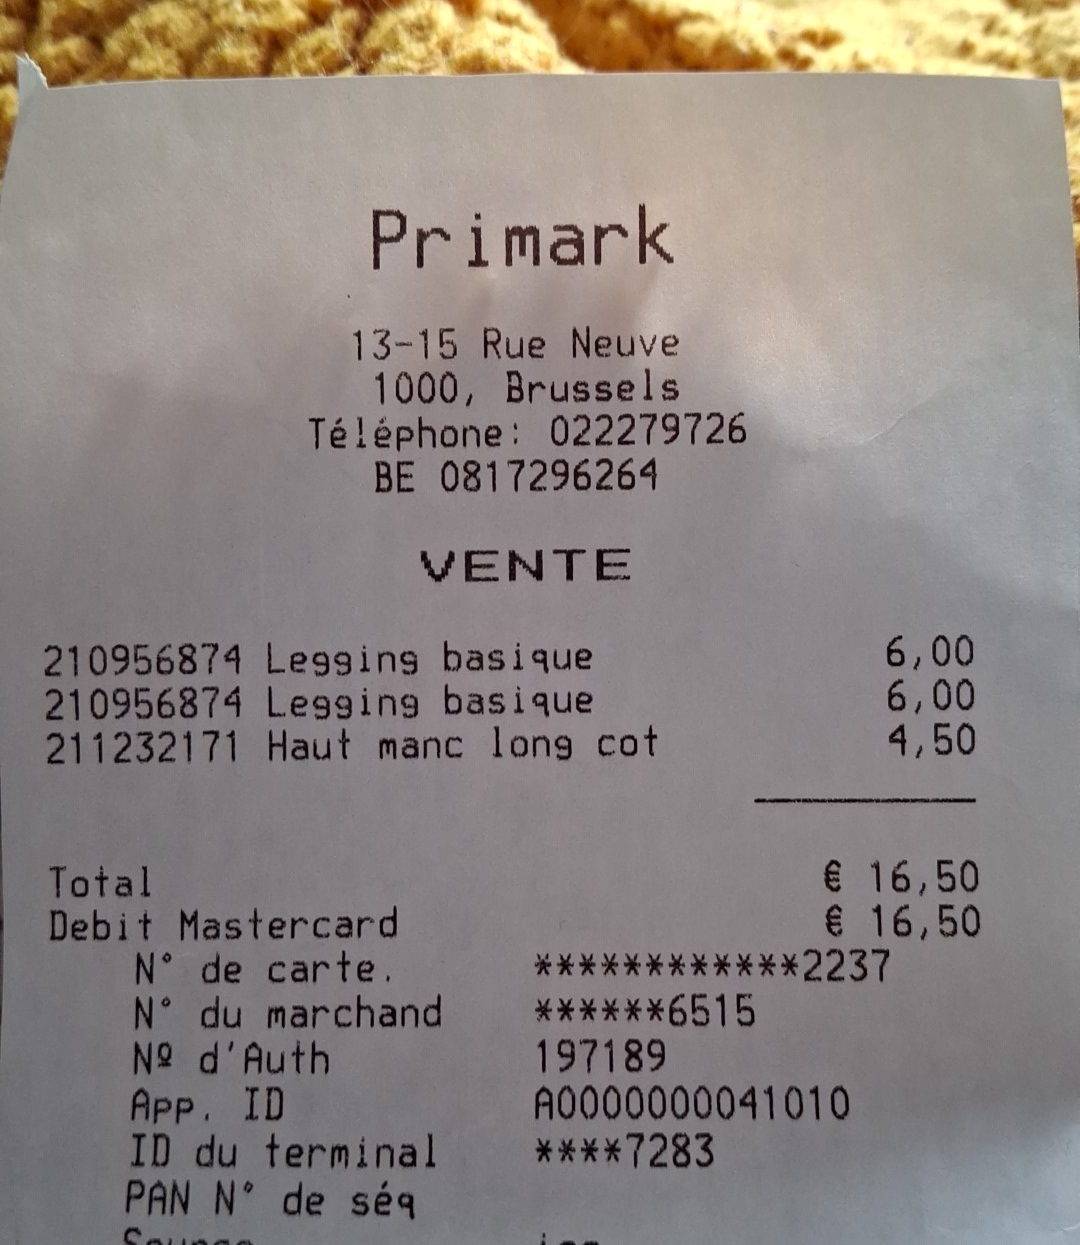 Primark
13-15 Rue Neuve
1000, Brussels
Téléphone: 022279726
BE 0817296264
VENTE
210956874 Legging basique 6,00
210956874 Legging basique 6,00
211232171 Haut manc long cot 4,50
Total € 16,50
Debit Mastercard € 16,50
N° de carte. ************2237
N° du marchand ******6515
Nº d'Auth 197189
App. ID A0000000041010
ID du terminal ****7283
PAN N° de séq